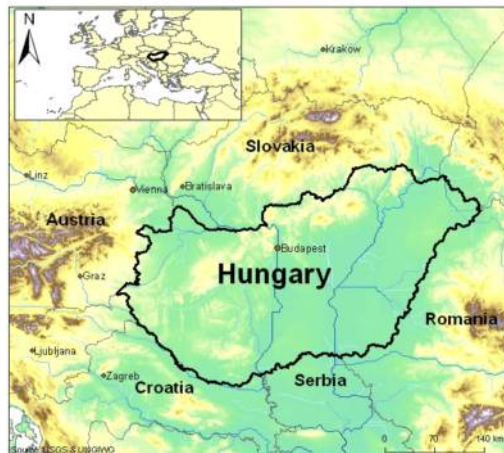 N
Krakow
Slovakia
Linz
Vienna
Bratislava
Austria
Budapest
Hungary
Graz
Romania
Ljubljana
Zagreb
Croatia
Serbia
Source: USGS & UNGIWG
0 70 140 km